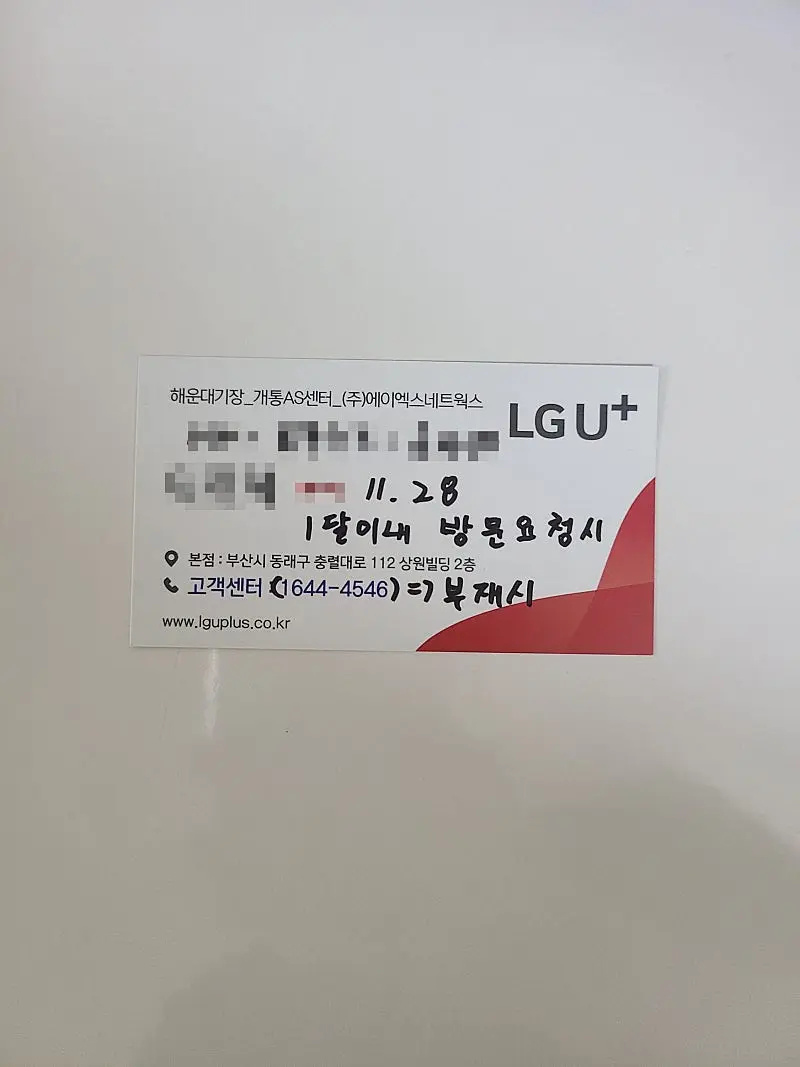 해운대기장_개통AS센터_(주)에이엑스네트웍스
LG U+
11.28
1달이내 방문요청시
본점 : 부산시 동래구 충렬대로 112 상원빌딩 2층
고객센터 (1644-4546) => 부재시
www.lguplus.co.kr